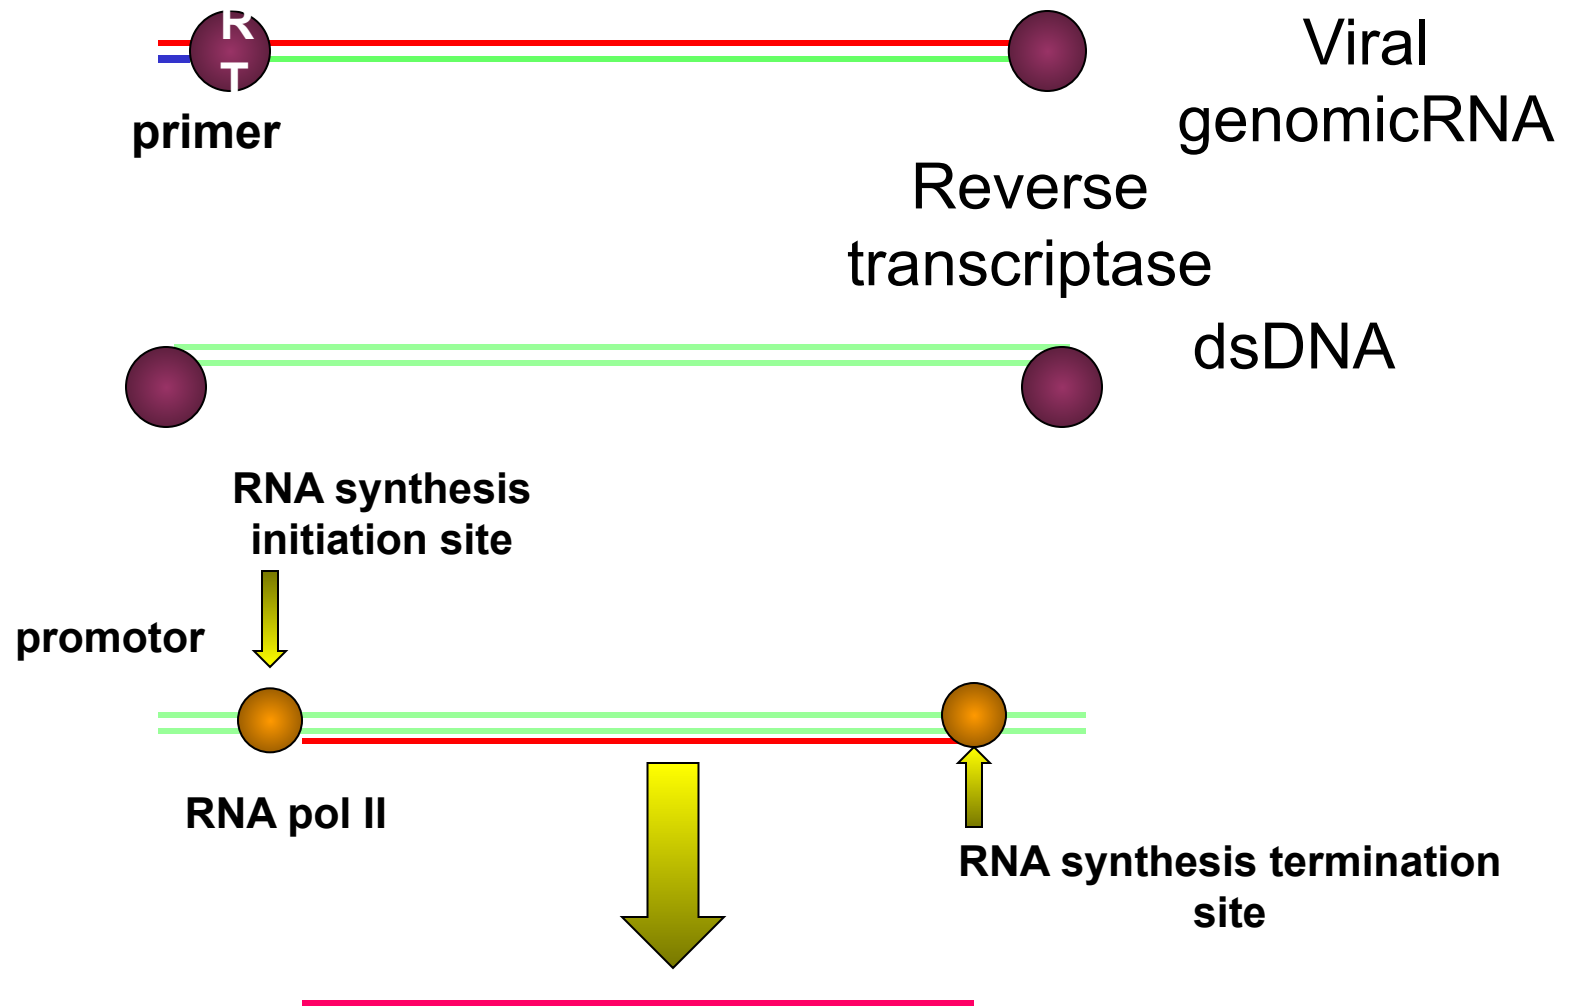 R
T
Viral
genomicRNA
primer
Reverse
transcriptase
dsDNA
RNA synthesis
initiation site
promotor
RNA pol II
RNA synthesis termination
site